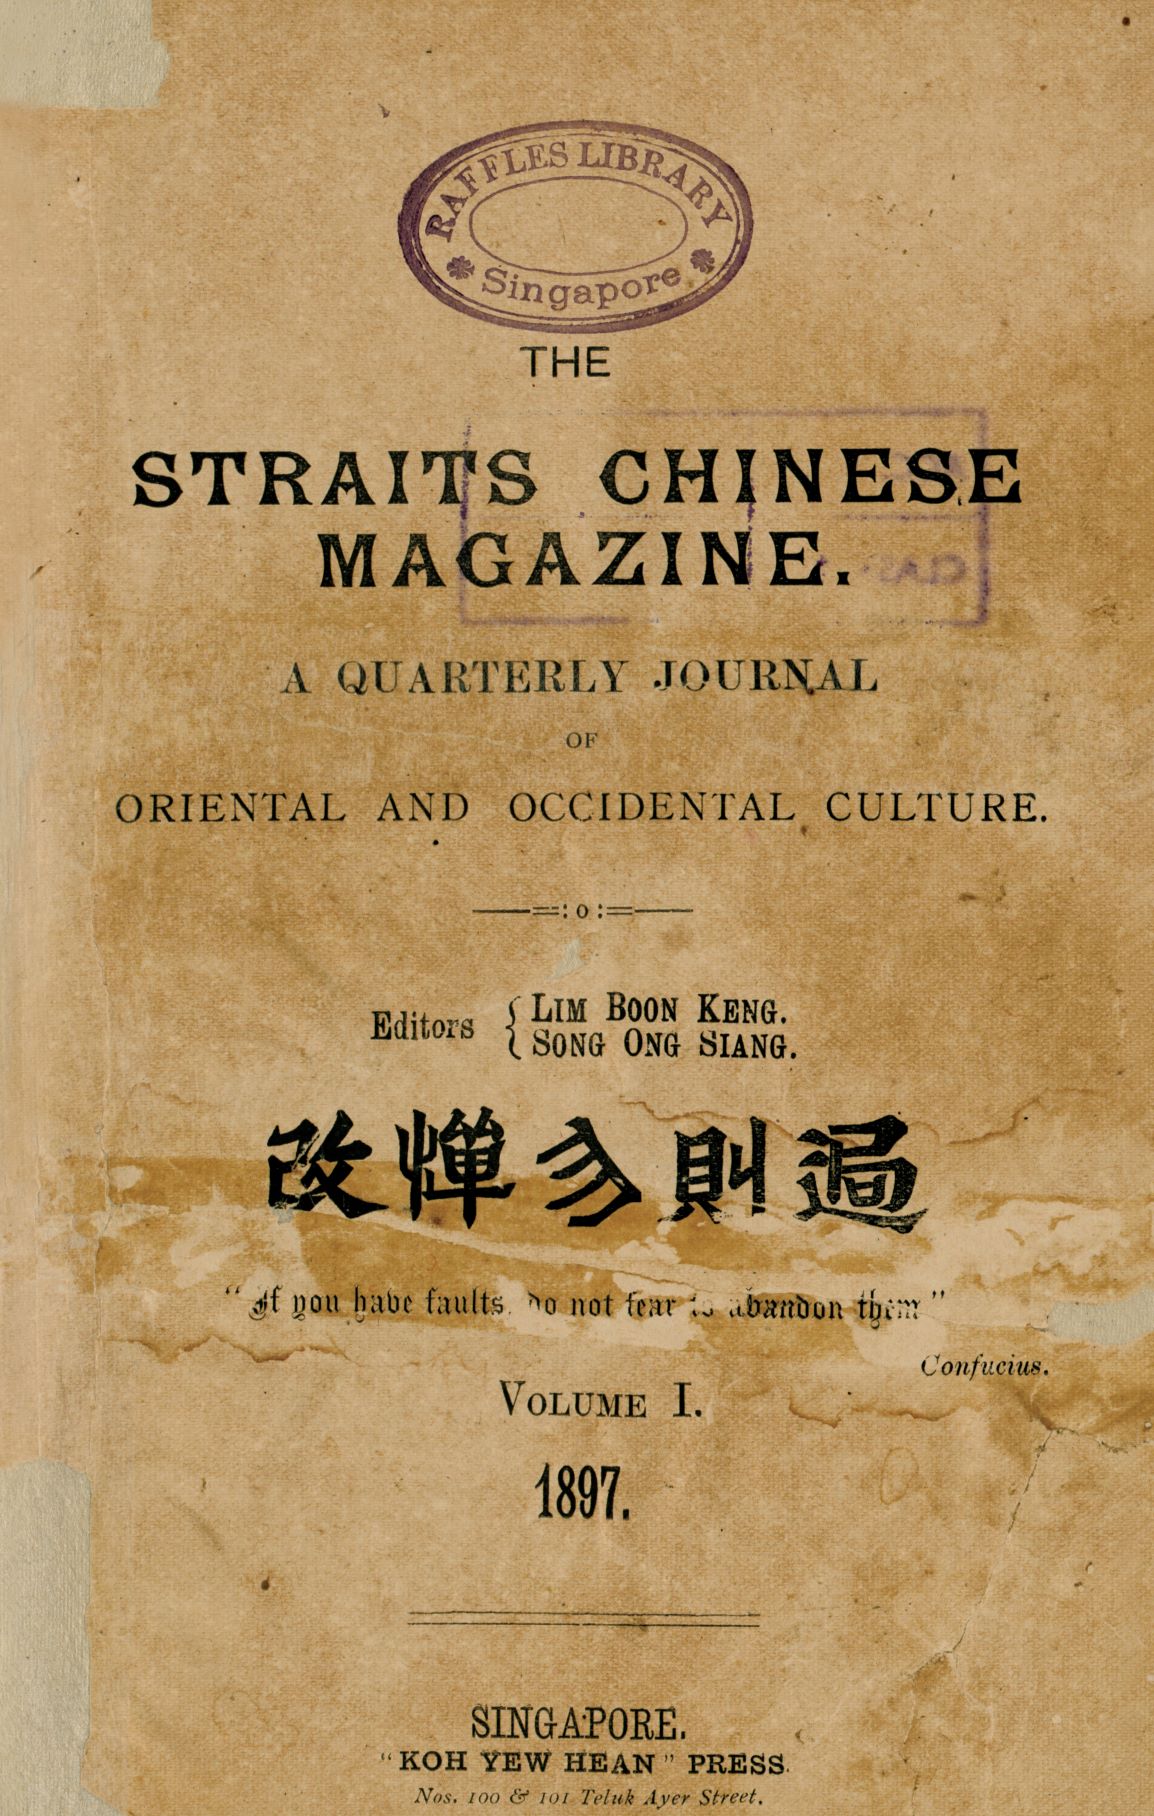 RAFFLES LIBRARY
Singapore
THE
STRAITS CHINESE
MAGAZINE.
A QUARTERLY JOURNAL
OF
ORIENTAL AND OCCIDENTAL CULTURE.
Editors { LIM BOON KENG.
SONG ONG SIANG.
過則勿憚改
"If you have faults, do not fear to abandon them"
Confucius.
VOLUME I.
1897.
SINGAPORE.
"KOH YEW HEAN" PRESS.
Nos. 100 & 101 Teluk Ayer Street.